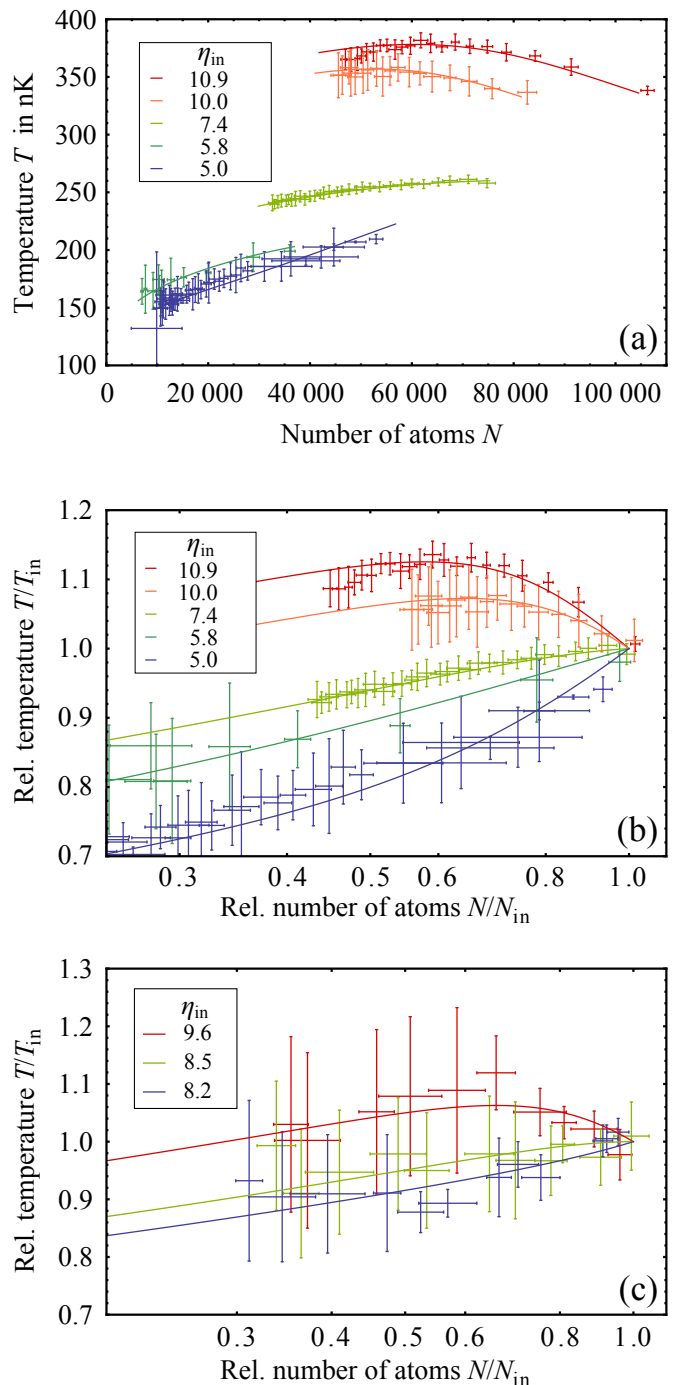 400
350
300
250
200
150
100
Temperature T in nK
η_in
10.9
10.0
7.4
5.8
5.0
(a)
0 20 000 40 000 60 000 80 000 100 000
Number of atoms N
1.2
1.1
1.0
0.9
0.8
0.7
Rel. temperature T/T_in
η_in
10.9
10.0
7.4
5.8
5.0
(b)
0.3 0.4 0.5 0.6 0.8 1.0
Rel. number of atoms N/N_in
1.3
1.2
1.1
1.0
0.9
0.8
0.7
Rel. temperature T/T_in
η_in
9.6
8.5
8.2
(c)
0.3 0.4 0.5 0.6 0.8 1.0
Rel. number of atoms N/N_in